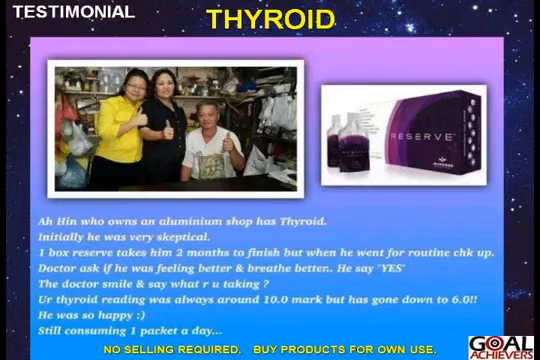 TESTIMONIAL
THYROID
RESERVE
Ah Hin who owns an aluminium shop has Thyroid.
Initially he was very skeptical.
1 box reserve takes him 2 months to finish but when he went for routine chk up.
Doctor ask if he was feeling better & breathe better.. He say "YES"
The doctor smile & say what r u taking ?
Ur thyroid reading was always around 10.0 mark but has gone down to 6.0!!
He was so happy :)
Still consuming 1 packet a day...
NO SELLING REQUIRED. BUY PRODUCTS FOR OWN USE.
GOAL
ACHIEVERS